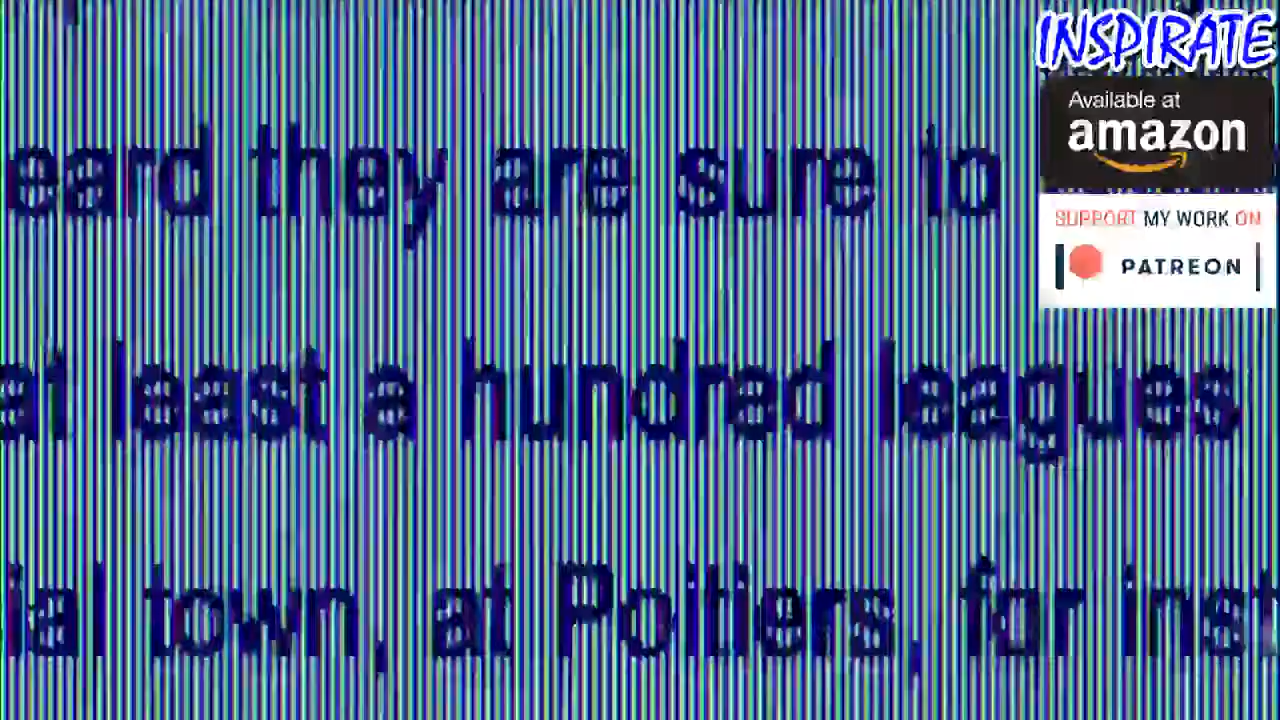 INSPIRATE
Available at
amazon
SUPPORT MY WORK ON
PATREON
eard they are sure to
at least a hundred leagues
ial town, at Poitiers, for inst